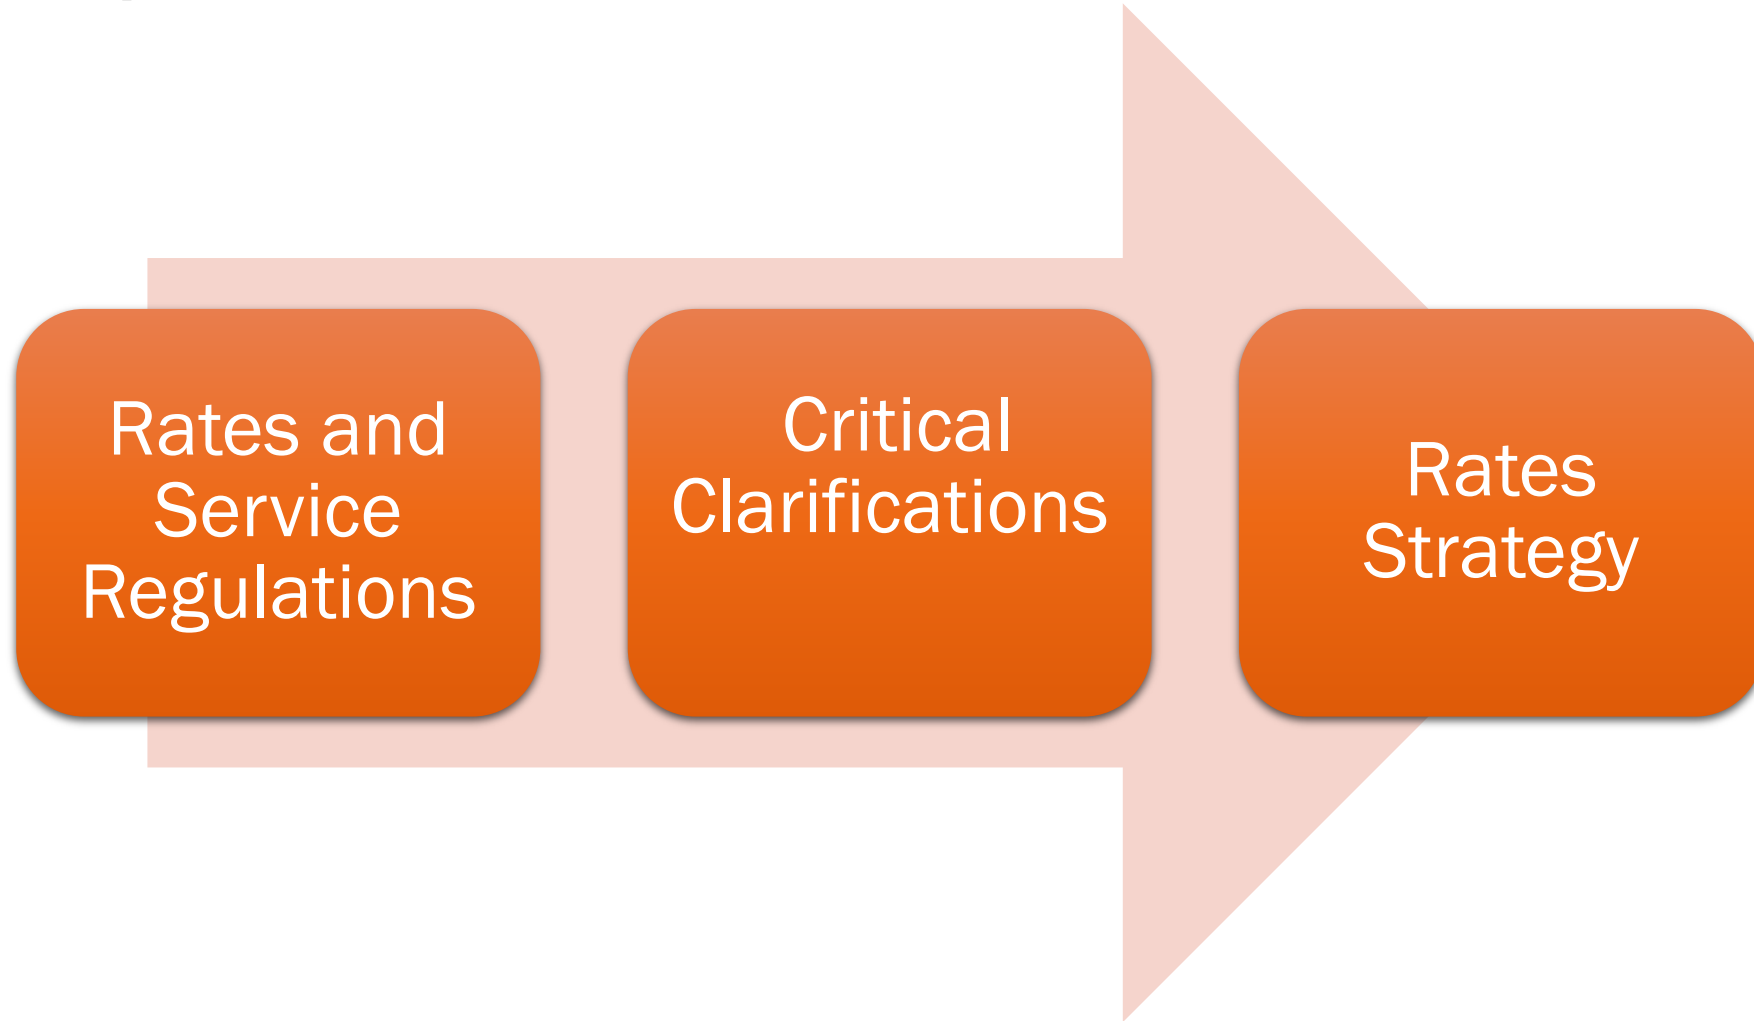 Rates and
Service
Regulations
Critical
Clarifications
Rates
Strategy